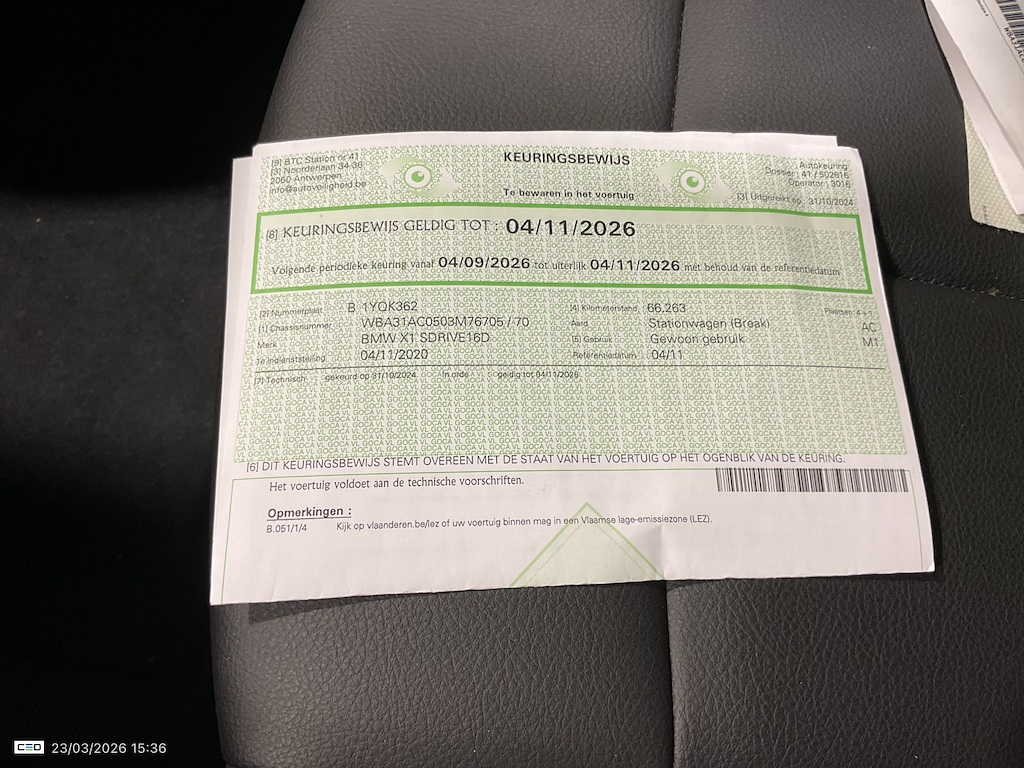 [9] BTC Station nr 41
[3] Noorderlaan 34-36
2060 Antwerpen
info@autoveiligheid.be
KEURINGSBEWIJS
Te bewaren in het voertuig
Autokeuring
Dossier : 41 / 502816
Operator : 3016
[3] Uitgereikt op : 31/10/2024
[8] KEURINGSBEWIJS GELDIG TOT : 04/11/2026
Volgende periodieke keuring vanaf 04/09/2026 tot uiterlijk 04/11/2026 met behoud van de referentiedatum
[2] Nummerplaat B 1YQK362 [4] Kilometerstand : 66.263 Plaatsen: 4 + 1
[1] Chassisnummer WBA31AC0503M76705 / 70 Aard Stationwagen (Break) AC
Merk BMW X1 SDRIVE16D [5] Gebruik Gewoon gebruik M1
1e Indienststelling 04/11/2020 Referentiedatum 04/11
[7] Technisch gekeurd op 31/10/2024 In orde geldig tot 04/11/2026
[6] DIT KEURINGSBEWIJS STEMT OVEREEN MET DE STAAT VAN HET VOERTUIG OP HET OGENBLIK VAN DE KEURING.
Het voertuig voldoet aan de technische voorschriften.
Opmerkingen :
B.051/1/4 Kijk op vlaanderen.be/lez of uw voertuig binnen mag in een Vlaamse lage-emissiezone (LEZ).
CEO 23/03/2026 15:36